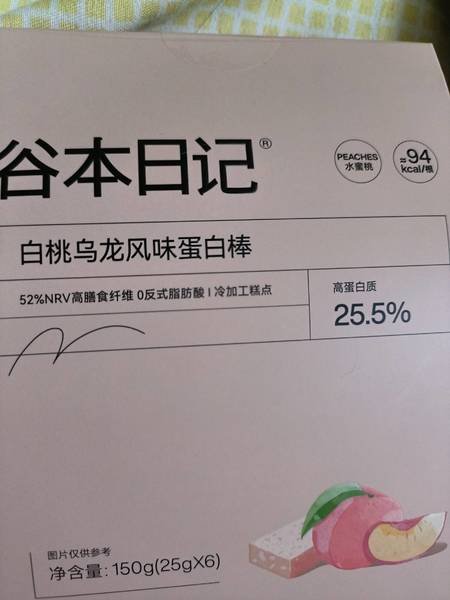 谷本日记®
PEACHES
水蜜桃
≈94
kcal/根
白桃乌龙风味蛋白棒
52%NRV高膳食纤维 0反式脂肪酸 | 冷加工糕点
高蛋白质
25.5%
图片仅供参考
净含量: 150g(25gX6)